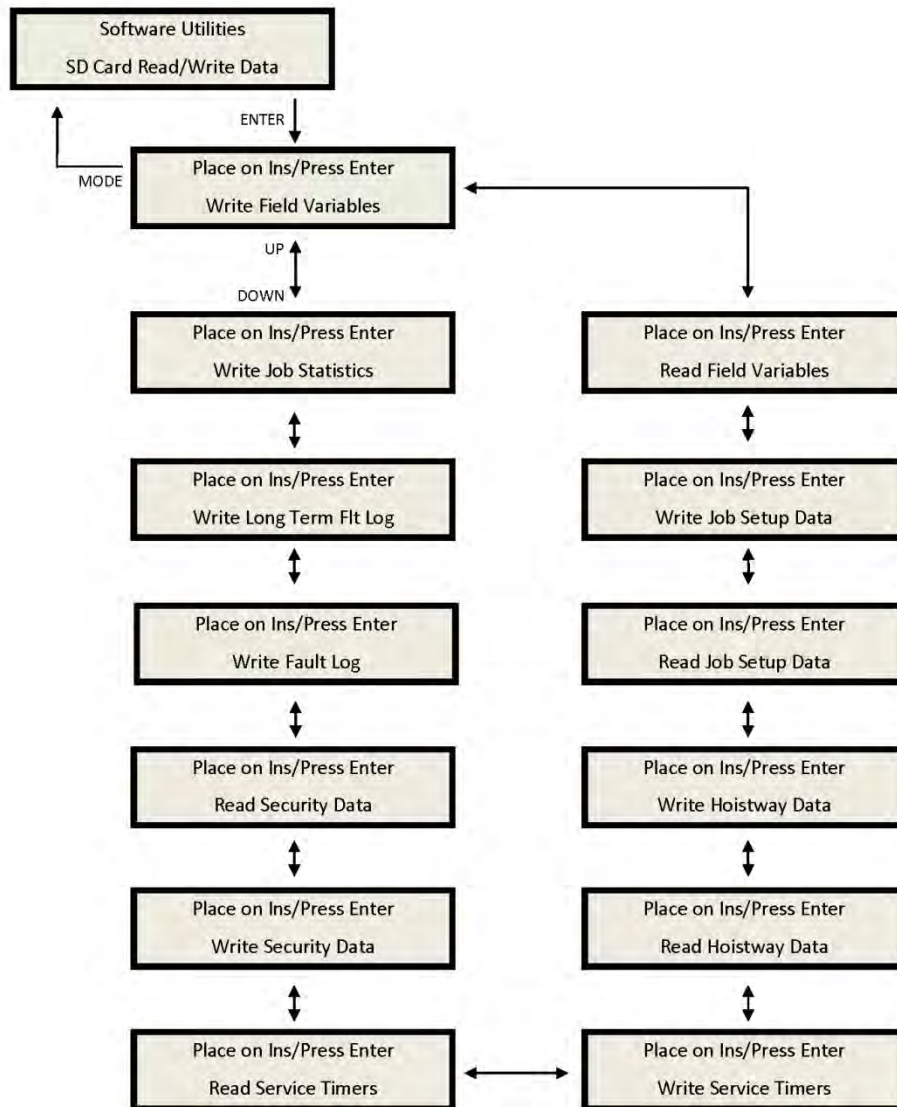 Software Utilities
SD Card Read/Write Data
ENTER
MODE
Place on Ins/Press Enter
Write Field Variables
UP
DOWN
Place on Ins/Press Enter
Write Job Statistics
Place on Ins/Press Enter
Read Field Variables
Place on Ins/Press Enter
Write Long Term Flt Log
Place on Ins/Press Enter
Write Job Setup Data
Place on Ins/Press Enter
Write Fault Log
Place on Ins/Press Enter
Read Job Setup Data
Place on Ins/Press Enter
Read Security Data
Place on Ins/Press Enter
Write Hoistway Data
Place on Ins/Press Enter
Write Security Data
Place on Ins/Press Enter
Read Hoistway Data
Place on Ins/Press Enter
Read Service Timers
Place on Ins/Press Enter
Write Service Timers